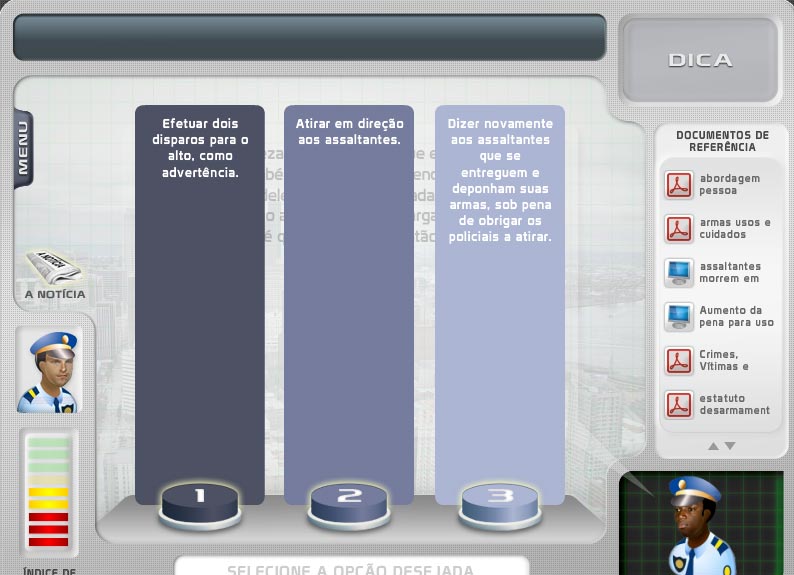 DICA
MENU
Efetuar dois
disparos para o
alto, como
advertência.
Atirar em direção
aos assaltantes.
Dizer novamente
aos assaltantes
que se
entreguem e
deponham suas
armas, sob pena
de obrigar os
policiais a atirar.
DOCUMENTOS DE
REFERÊNCIA
abordagem
pessoa
armas usos e
cuidados
assaltantes
morrem em
Aumento da
pena para uso
Crimes,
Vítimas e
estatuto
desarmament
A NOTÍCIA
A NOTÍCIA
1
2
3
ÍNDICE DE
SELECIONE A OPÇÃO DESEJADA